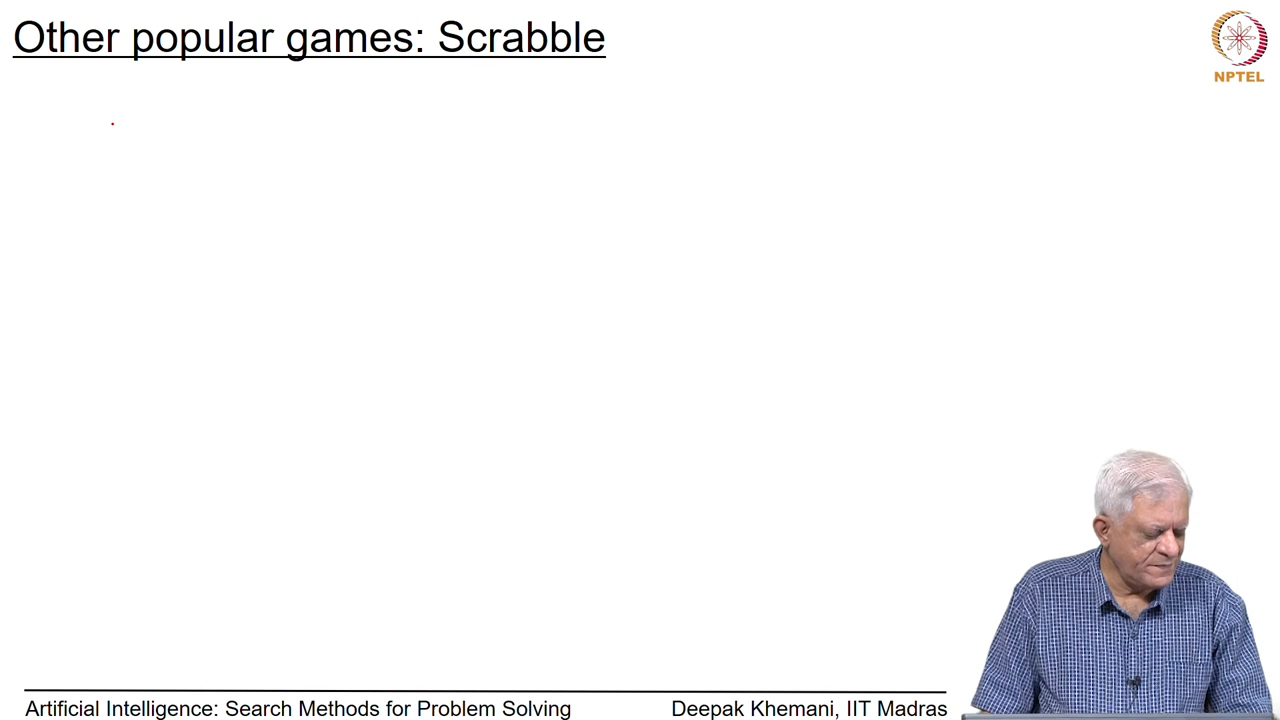 Other popular games: Scrabble
NPTEL
Artificial Intelligence: Search Methods for Problem Solving
Deepak Khemani, IIT Madras